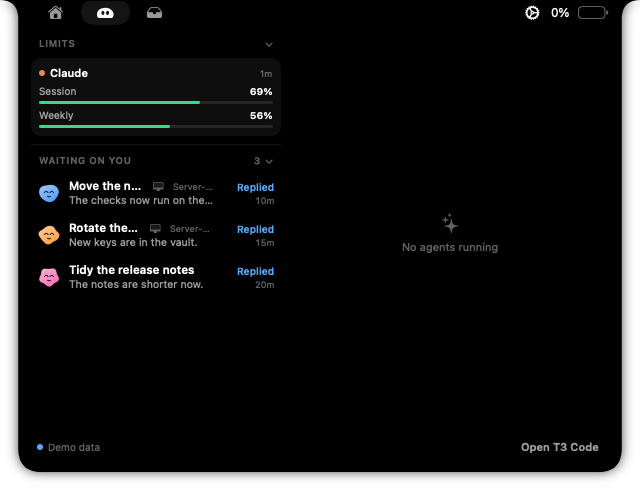 0%
LIMITS
Claude 1m
Session 69%
Weekly 56%
WAITING ON YOU 3
Move the n... Server-... Replied
The checks now run on the... 10m
Rotate the... Server-... Replied
New keys are in the vault. 15m
Tidy the release notes Replied
The notes are shorter now. 20m
No agents running
Demo data
Open T3 Code